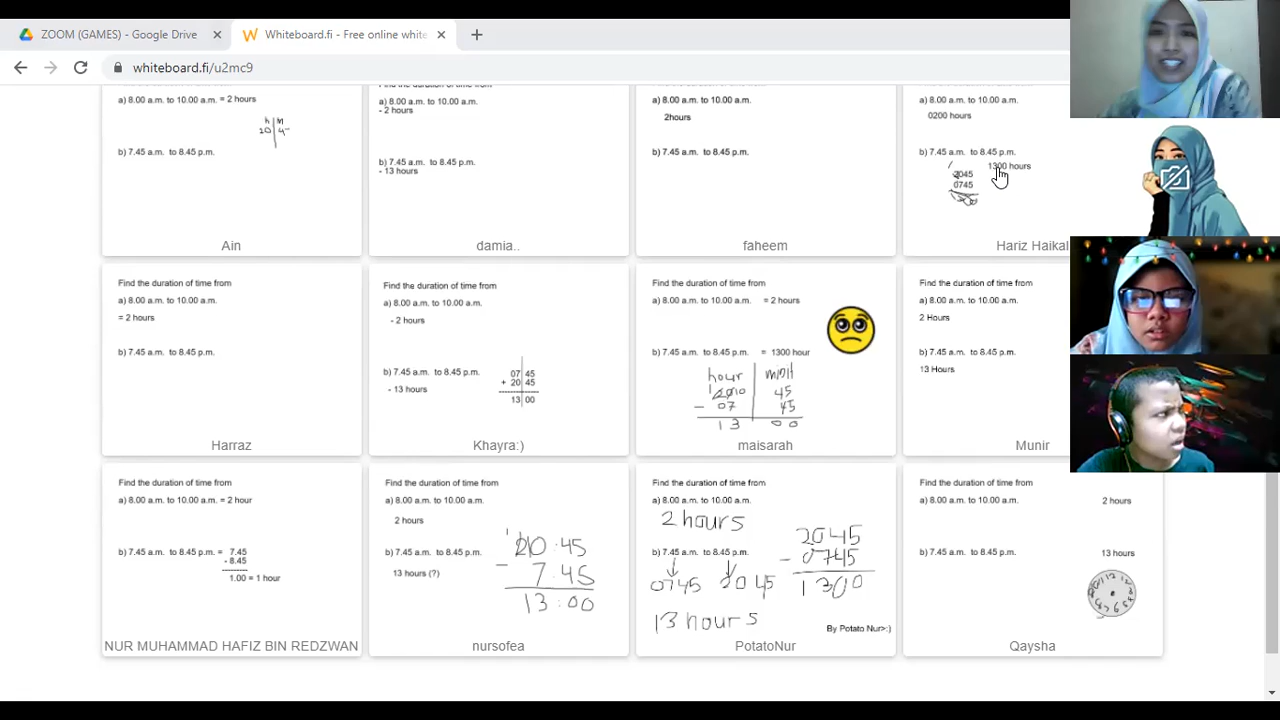 ZOOM (GAMES) - Google Drive
Whiteboard.fi - Free online white
whiteboard.fi/u2mc9
a) 8.00 a.m. to 10.00 a.m. = 2 hours
h m
20 4
b) 7.45 a.m. to 8.45 p.m.
Ain
Find the duration of time from
a) 8.00 a.m. to 10.00 a.m.
- 2 hours
b) 7.45 a.m. to 8.45 p.m.
- 13 hours
damia..
a) 8.00 a.m. to 10.00 a.m.
2hours
b) 7.45 a.m. to 8.45 p.m.
faheem
a) 8.00 a.m. to 10.00 a.m.
0200 hours
b) 7.45 a.m. to 8.45 p.m.
1300 hours
2045
0745
Hariz Haikal
Find the duration of time from
a) 8.00 a.m. to 10.00 a.m.
= 2 hours
b) 7.45 a.m. to 8.45 p.m.
Harraz
Find the duration of time from
a) 8.00 a.m. to 10.00 a.m.
- 2 hours
b) 7.45 a.m. to 8.45 p.m.
- 13 hours
07 45
+ 20 45
13 00
Khayra:)
Find the duration of time from
a) 8.00 a.m. to 10.00 a.m. = 2 hours
b) 7.45 a.m. to 8.45 p.m. = 1300 hour
hour
45
- 07 45
13 00
maisarah
Find the duration of time from
a) 8.00 a.m. to 10.00 a.m.
2 Hours
b) 7.45 a.m. to 8.45 p.m.
13 Hours
Munir
Find the duration of time from
a) 8.00 a.m. to 10.00 a.m. = 2 hour
b) 7.45 a.m. to 8.45 p.m. = 7.45
- 8.45
1.00 = 1 hour
NUR MUHAMMAD HAFIZ BIN REDZWAN
Find the duration of time from
a) 8.00 a.m. to 10.00 a.m.
2 hours
b) 7.45 a.m. to 8.45 p.m.
13 hours (?)
20:45
- 7.45
13:00
nursofea
Find the duration of time from
a) 8.00 a.m. to 10.00 a.m.
2 hours
b) 7.45 a.m. to 8.45 p.m.
0745 2045
13 hours
2045
- 0745
1300
By Potato Nur>:)
PotatoNur
Find the duration of time from
a) 8.00 a.m. to 10.00 a.m. 2 hours
b) 7.45 a.m. to 8.45 p.m. 13 hours
Qaysha